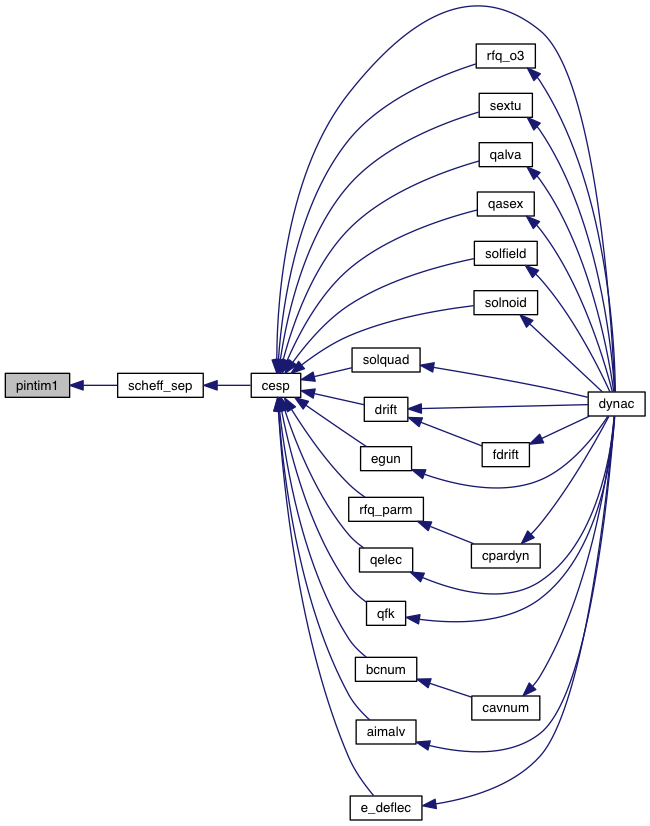 rfq_o3
sextu
qalva
qasex
solfield
solnoid
solquad
pintim1
scheff_sep
cesp
dynac
drift
fdrift
egun
rfq_parm
cpardyn
qelec
qfk
bcnum
cavnum
aimalv
e_deflec